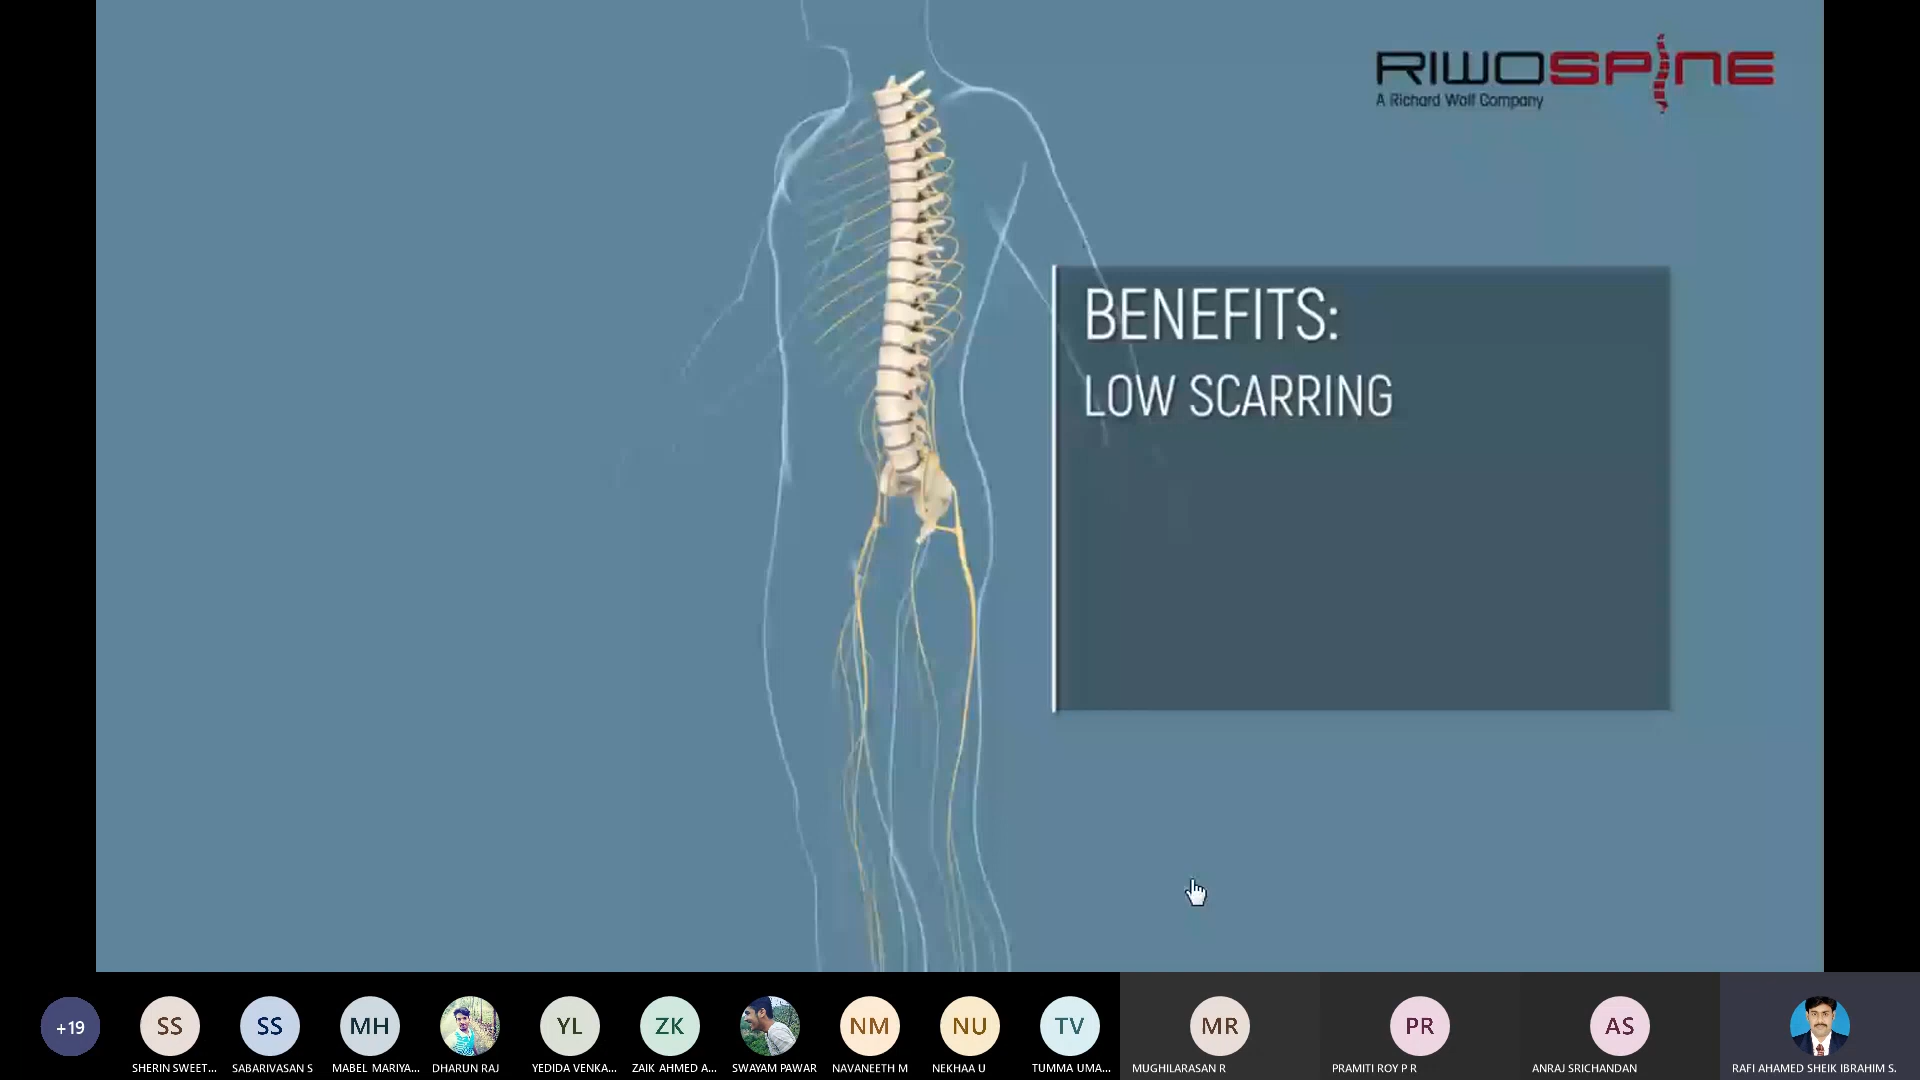 RIWOSPINE
A Richard Wolf Company
BENEFITS:
LOW SCARRING
+19
SS
SS
MH
YL
ZK
NM
NU
TV
MR
PR
AS
SHERIN SWEET...
SABARIVASAN S
MABEL MARIYA...
DHARUN RAJ
YEDIDA VENKA...
ZAIK AHMED A...
SWAYAM PAWAR
NAVANEETH M
NEKHAA U
TUMMA UMA...
MUGHILARASAN R
PRAMITI ROY P R
ANRAJ SRICHANDAN
RAFI AHAMED SHEIK IBRAHIM S.